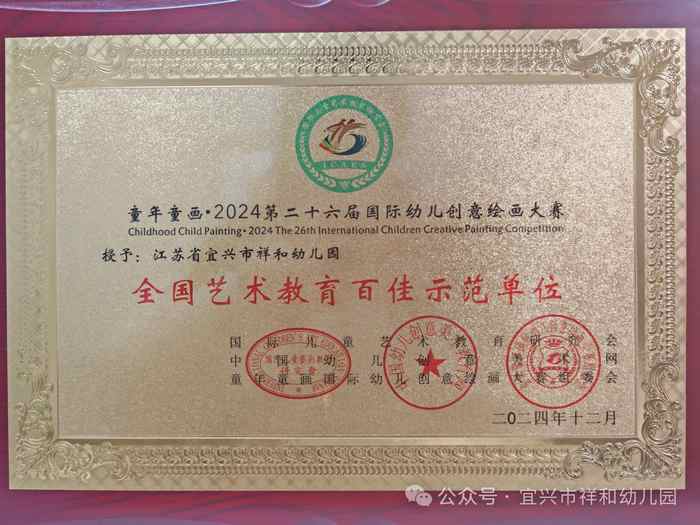 I.C.A.E.S
童年童画·2024第二十六届国际幼儿创意绘画大赛
Childhood Child Painting·2024 The 26th International Children Creative Painting Competition
授予：江苏省宜兴市祥和幼儿园
全国艺术教育百佳示范单位
国际儿童艺术教育研究会
中国幼儿创意美术网
童年童画国际幼儿创意绘画大赛组委会
二〇二四年十二月
公众号·宜兴市祥和幼儿园